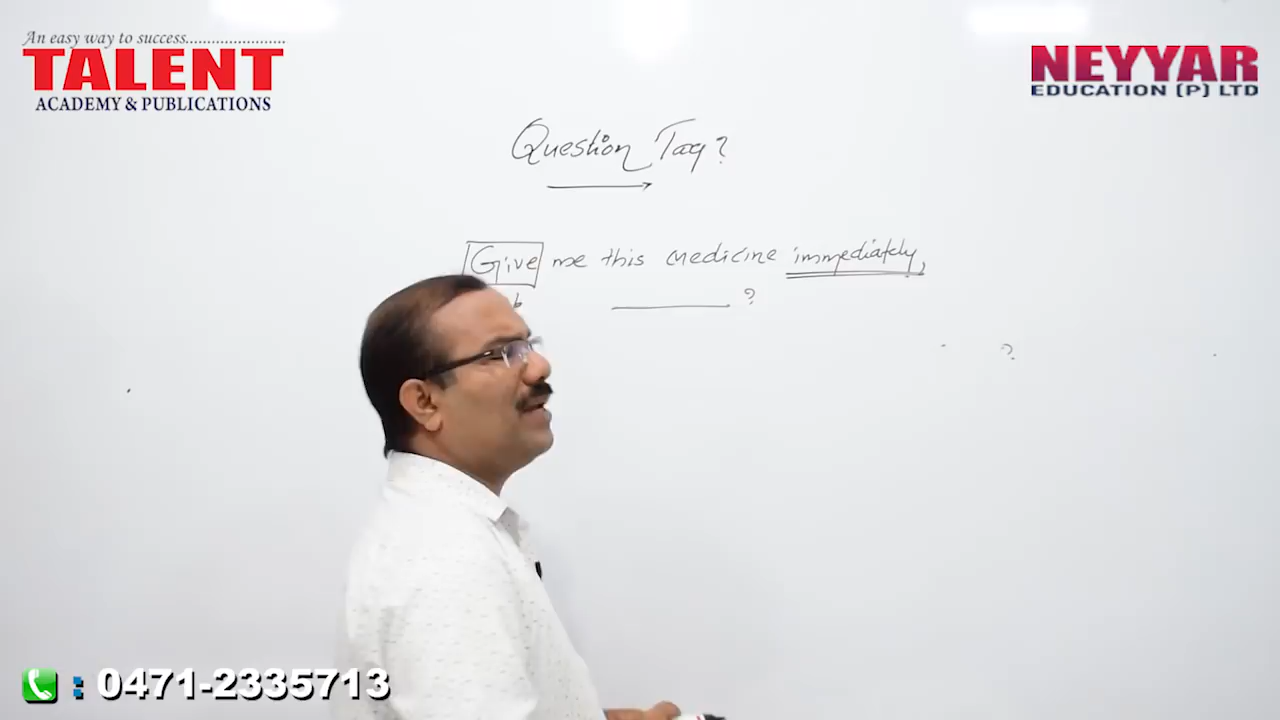 An easy way to success.......................
TALENT
ACADEMY & PUBLICATIONS
NEYYAR
EDUCATION (P) LTD
Question Tag?
Give me this medicine immediately,
b
?
?
: 0471-2335713